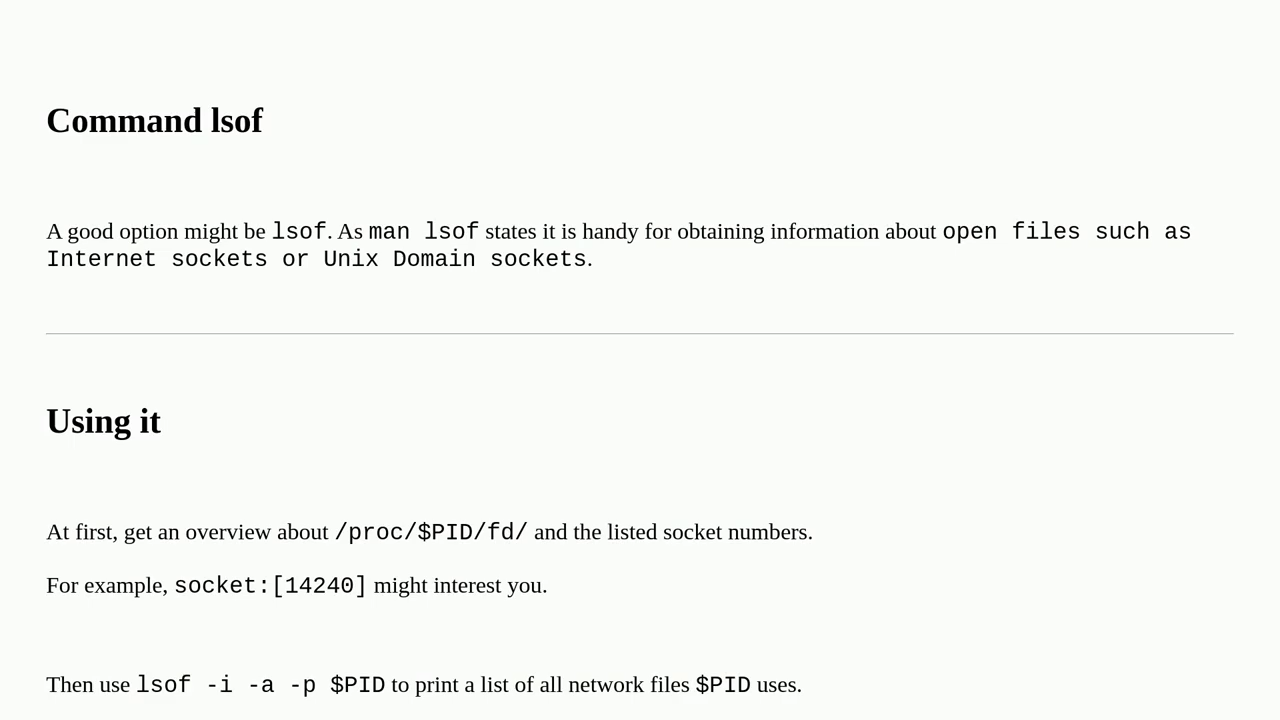 Command lsof
A good option might be lsof. As man lsof states it is handy for obtaining information about open files such as
Internet sockets or Unix Domain sockets.
Using it
At first, get an overview about /proc/$PID/fd/ and the listed socket numbers.
For example, socket:[14240] might interest you.
Then use lsof -i -a -p $PID to print a list of all network files $PID uses.